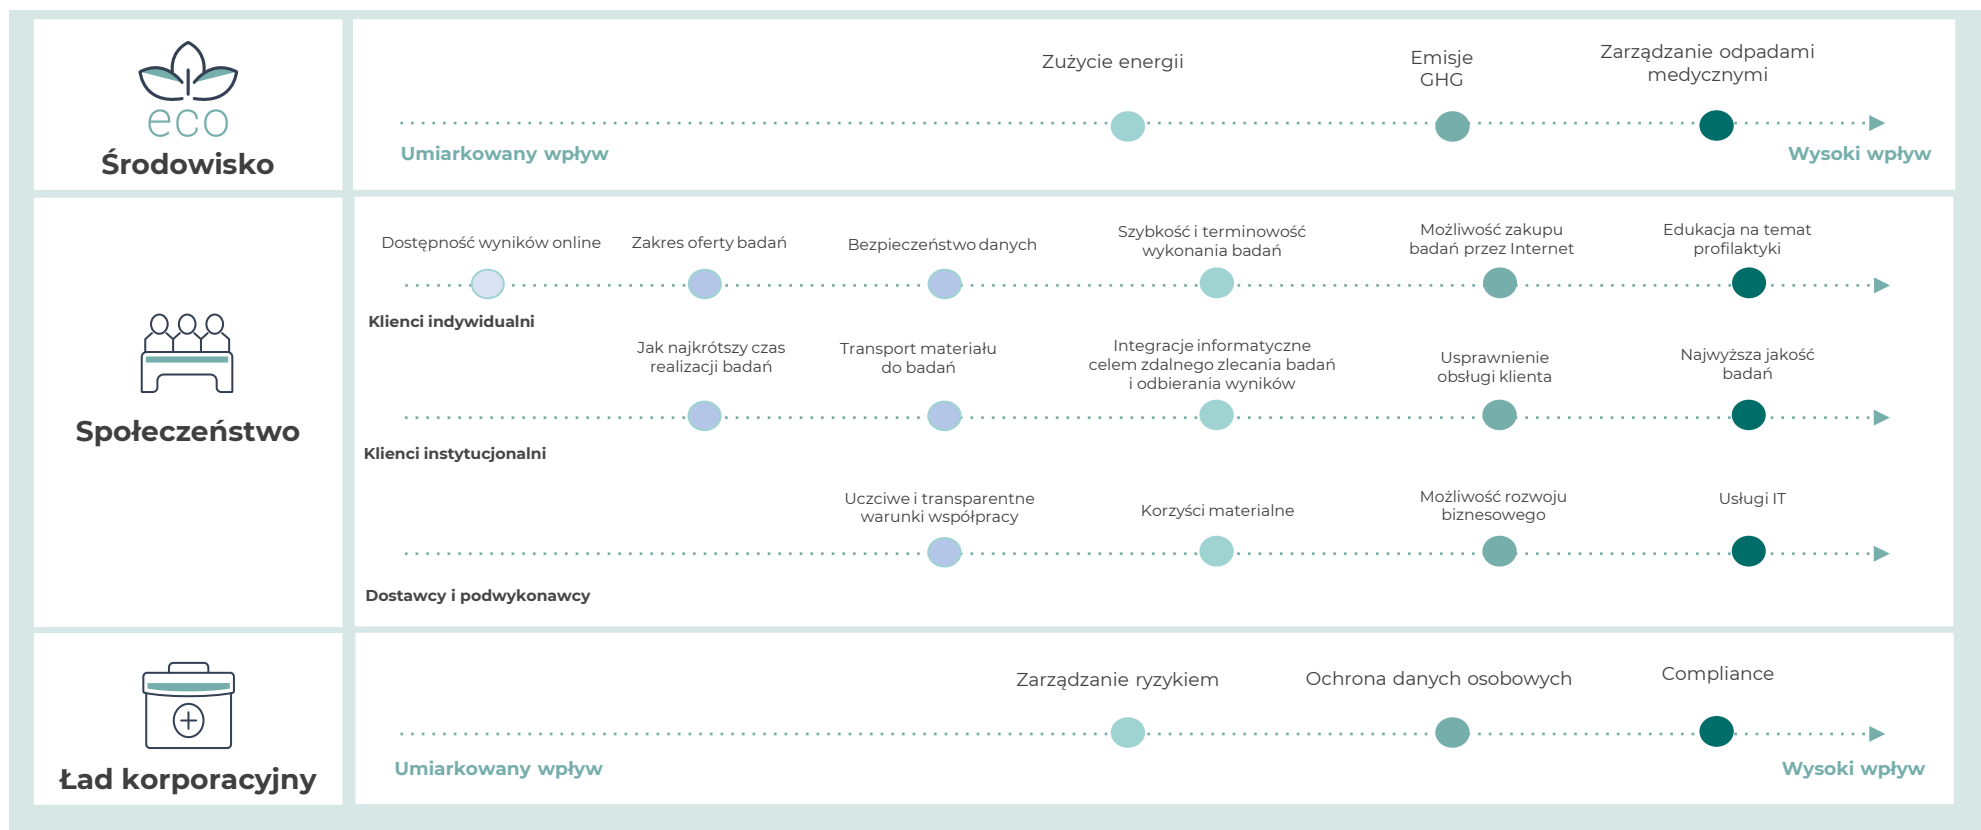 eco
Środowisko
Zużycie energii
Emisje
GHG
Zarządzanie odpadami
medycznymi
Umiarkowany wpływ
Wysoki wpływ
Społeczeństwo
Dostępność wyników online
Zakres oferty badań
Bezpieczeństwo danych
Szybkość i terminowość
wykonania badań
Możliwość zakupu
badań przez Internet
Edukacja na temat
profilaktyki
Klienci indywidualni
Jak najkrótszy czas
realizacji badań
Transport materiału
do badań
Integracje informatyczne
celem zdalnego zlecania badań
i odbierania wyników
Usprawnienie
obsługi klienta
Najwyższa jakość
badań
Klienci instytucjonalni
Uczciwe i transparentne
warunki współpracy
Korzyści materialne
Możliwość rozwoju
biznesowego
Usługi IT
Dostawcy i podwykonawcy
Ład korporacyjny
Zarządzanie ryzykiem
Ochrona danych osobowych
Compliance
Umiarkowany wpływ
Wysoki wpływ